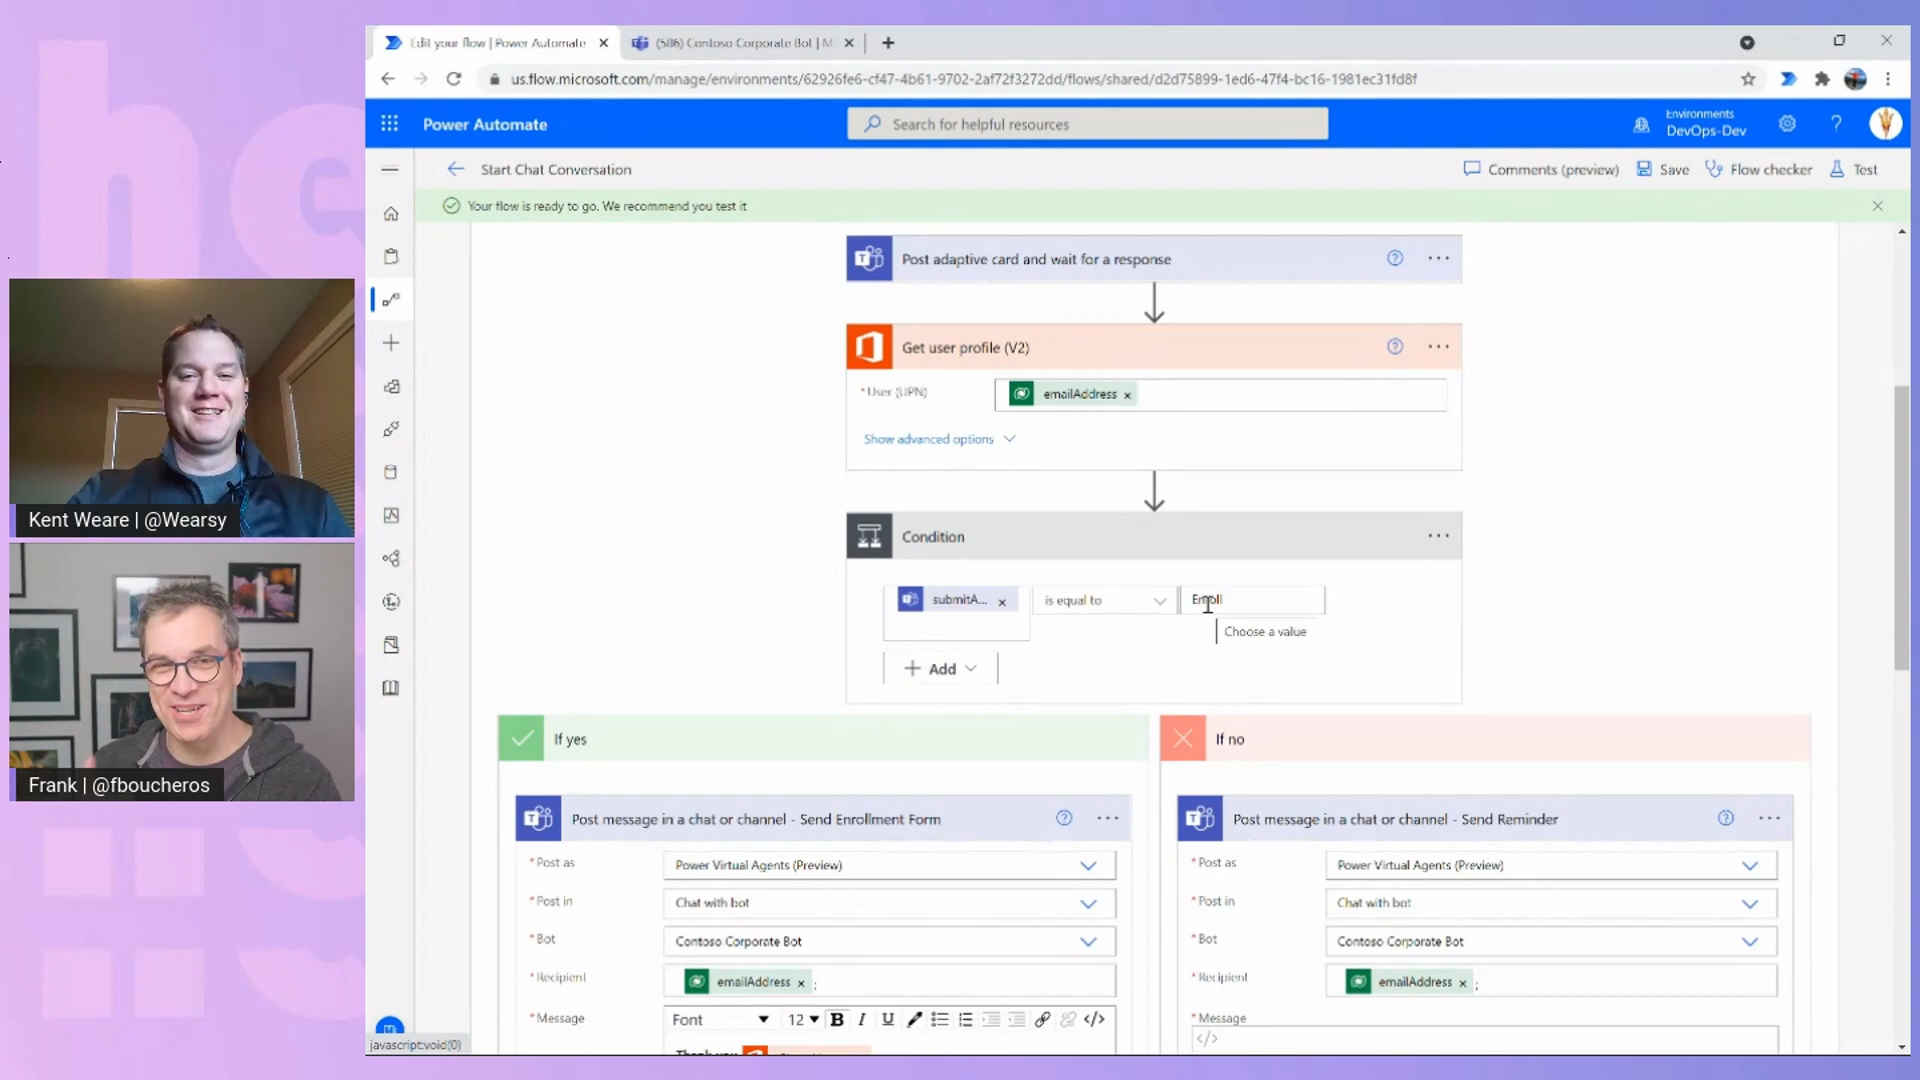 Edit your flow | Power Automate
(586) Contoso Corporate Bot | M
us.flow.microsoft.com/manage/environments/62926fe6-cf47-4b61-9702-2af72f3272dd/flows/shared/d2d75899-1ed6-47f4-bc16-1981ec31fd8f
Power Automate
Search for helpful resources
Environments
DevOps-Dev
Start Chat Conversation
Comments (preview)
Save
Flow checker
Test
Your flow is ready to go. We recommend you test it
Post adaptive card and wait for a response
Get user profile (V2)
* User (UPN)
emailAddress
Show advanced options
Condition
submitA...
is equal to
Enroll
Choose a value
Add
If yes
If no
Post message in a chat or channel - Send Enrollment Form
* Post as
Power Virtual Agents (Preview)
* Post in
Chat with bot
* Bot
Contoso Corporate Bot
* Recipient
emailAddress ;
* Message
Font
12
B I U </>
Post message in a chat or channel - Send Reminder
* Post as
Power Virtual Agents (Preview)
* Post in
Chat with bot
* Bot
Contoso Corporate Bot
* Recipient
emailAddress ;
* Message
</>
javascript:void(0)
Kent Weare | @Wearsy
Frank | @fboucheros